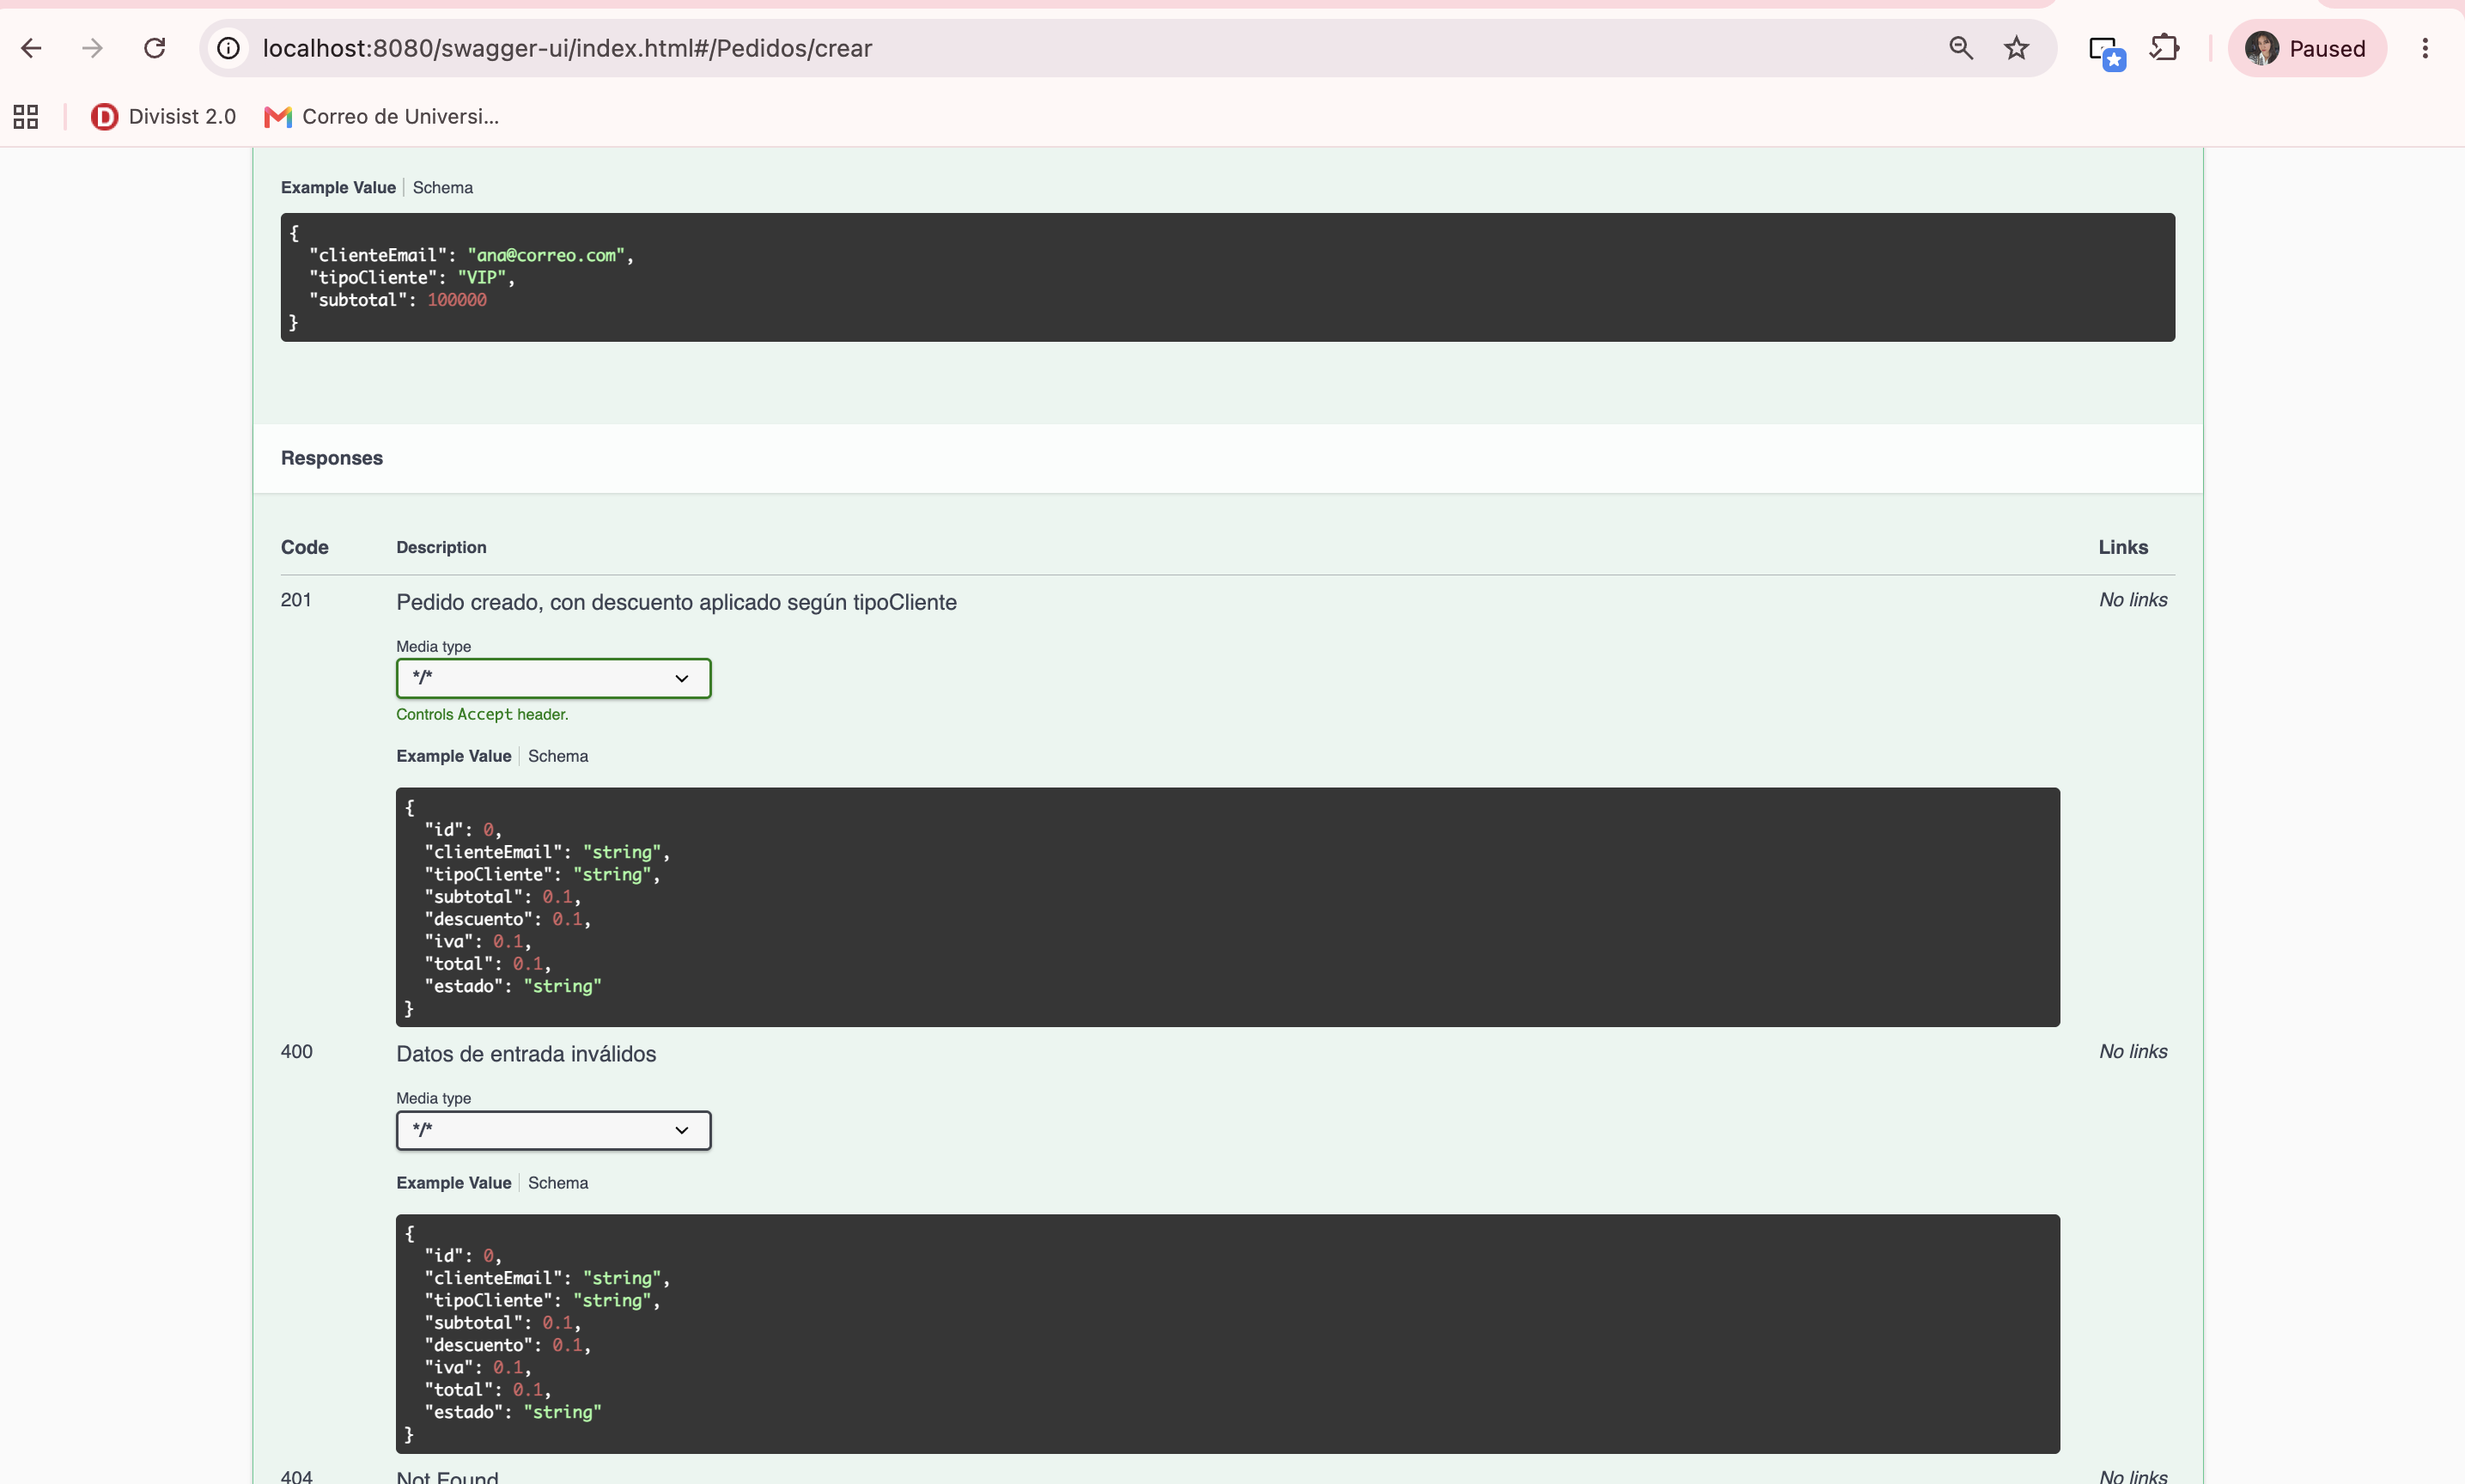 localhost:8080/swagger-ui/index.html#/Pedidos/crear
Paused
Divisist 2.0
Correo de Universi...
Example Value
Schema
{
"clienteEmail": "ana@correo.com",
"tipoCliente": "VIP",
"subtotal": 100000
}
Responses
Code
Description
Links
201
Pedido creado, con descuento aplicado según tipoCliente
No links
Media type
*/*
Controls Accept header.
Example Value
Schema
{
"id": 0,
"clienteEmail": "string",
"tipoCliente": "string",
"subtotal": 0.1,
"descuento": 0.1,
"iva": 0.1,
"total": 0.1,
"estado": "string"
}
400
Datos de entrada inválidos
No links
Media type
*/*
Example Value
Schema
{
"id": 0,
"clienteEmail": "string",
"tipoCliente": "string",
"subtotal": 0.1,
"descuento": 0.1,
"iva": 0.1,
"total": 0.1,
"estado": "string"
}
404
Not Found
No links